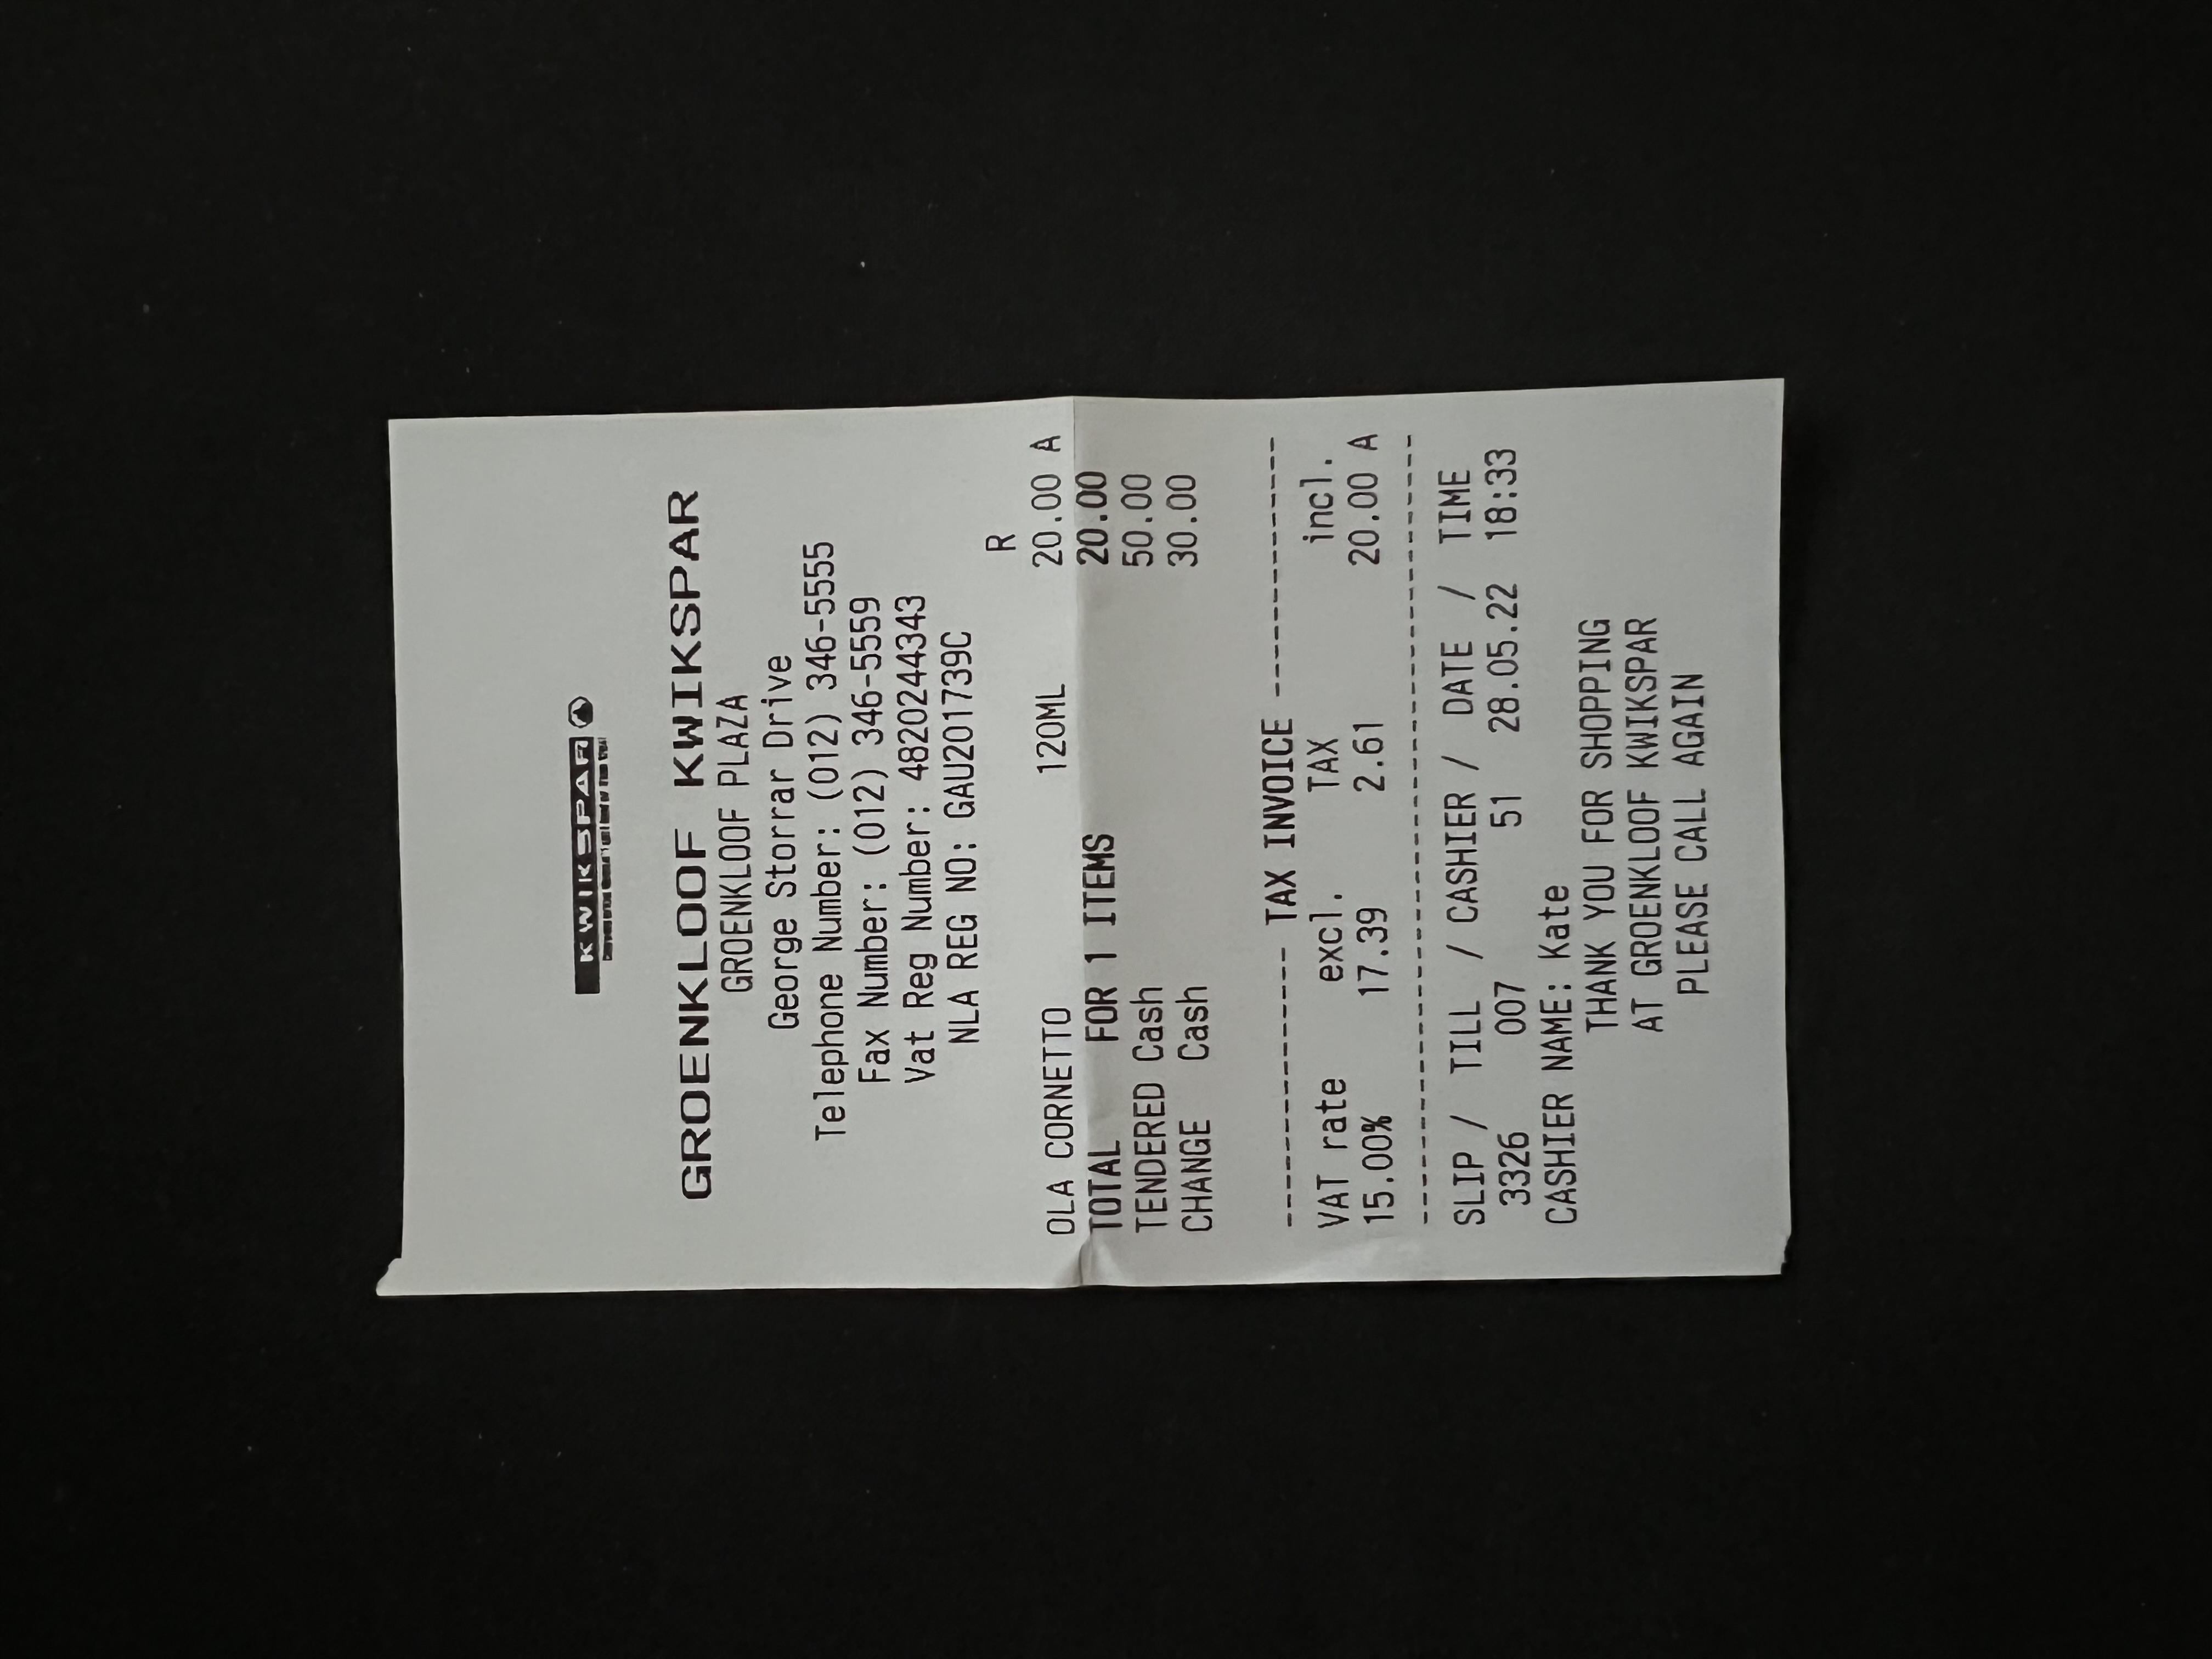 KWIKSPAR
GROENKLOOF KWIKSPAR
GROENKLOOF PLAZA
George Storrar Drive
Telephone Number: (012) 346-5555
Fax Number: (012) 346-5559
Vat Reg Number: 4820244343
NLA REG NO: GAU201739C
R
OLA CORNETTO 120ML 20.00 A
TOTAL FOR 1 ITEMS 20.00
TENDERED Cash 50.00
CHANGE Cash 30.00
--------------- TAX INVOICE --------------
VAT rate excl. TAX incl.
15.00% 17.39 2.61 20.00 A
------------------------------------------
SLIP / TILL / CASHIER / DATE / TIME
3326 007 51 28.05.22 18:33
CASHIER NAME: Kate
THANK YOU FOR SHOPPING
AT GROENKLOOF KWIKSPAR
PLEASE CALL AGAIN